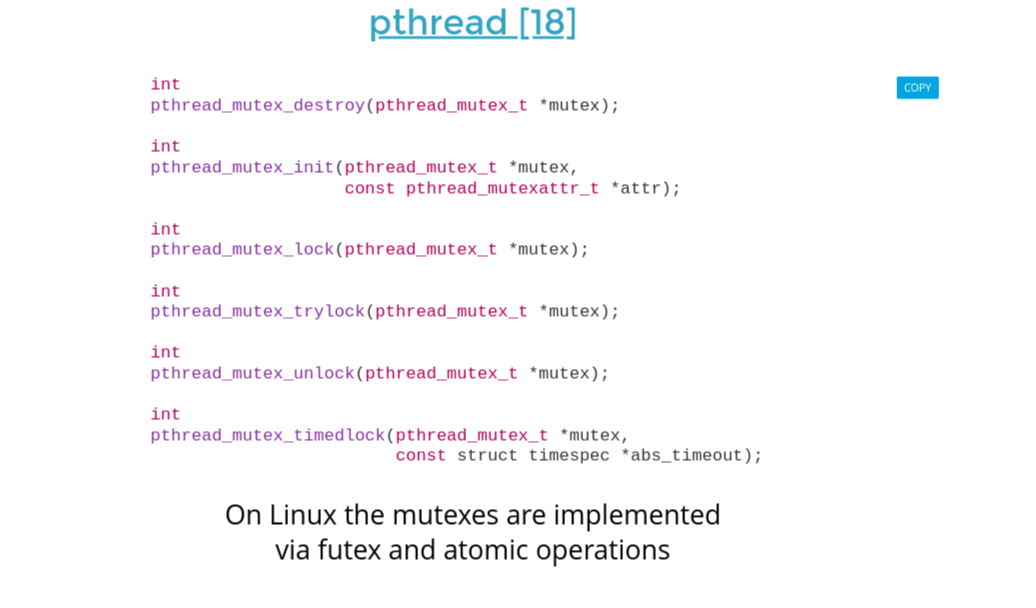 pthread [18]
COPY
int
pthread_mutex_destroy(pthread_mutex_t *mutex);
int
pthread_mutex_init(pthread_mutex_t *mutex,
const pthread_mutexattr_t *attr);
int
pthread_mutex_lock(pthread_mutex_t *mutex);
int
pthread_mutex_trylock(pthread_mutex_t *mutex);
int
pthread_mutex_unlock(pthread_mutex_t *mutex);
int
pthread_mutex_timedlock(pthread_mutex_t *mutex,
const struct timespec *abs_timeout);
On Linux the mutexes are implemented
via futex and atomic operations